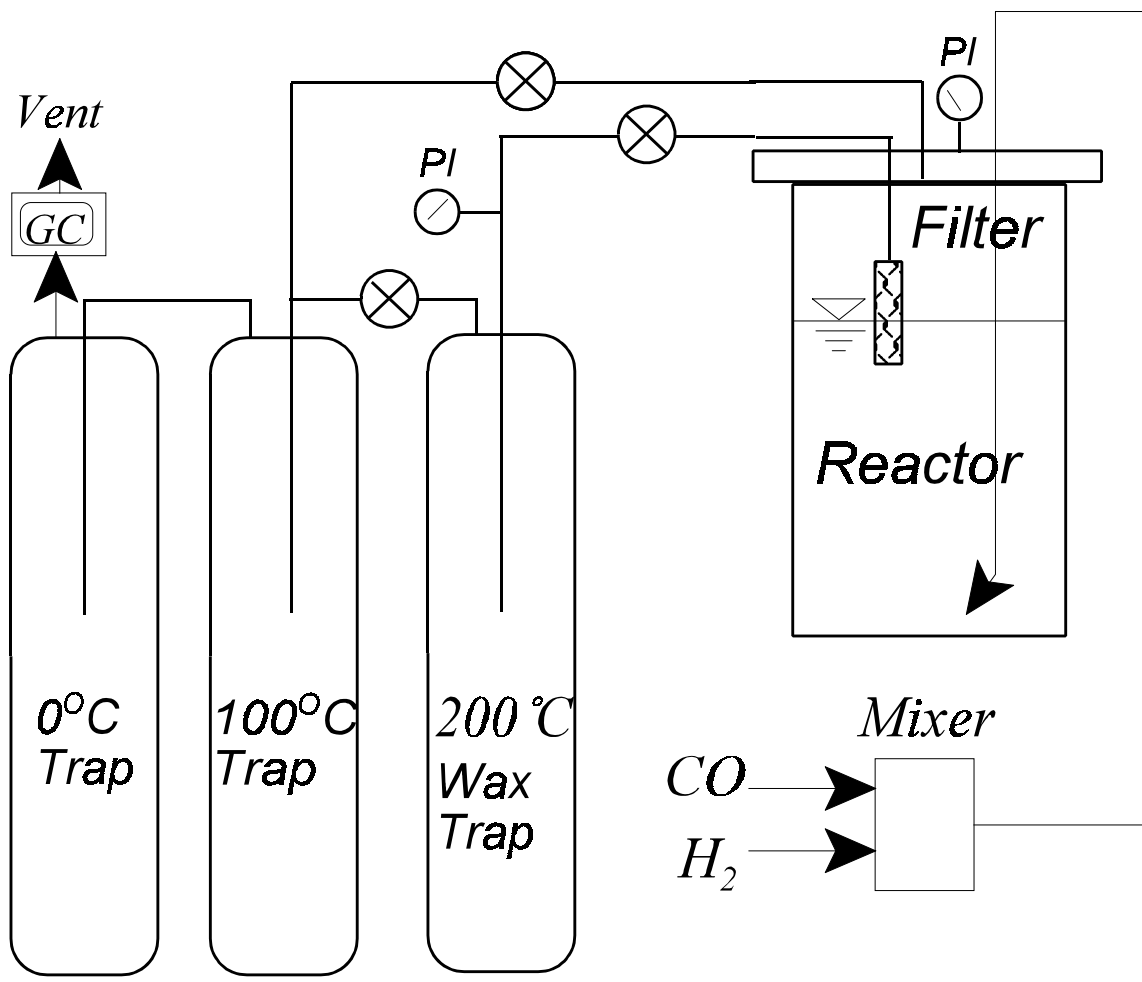 PI
Vent
PI
GC
Filter
Reactor
0°C
Trap
100°C
Trap
200℃
Wax
Trap
Mixer
CO
H₂